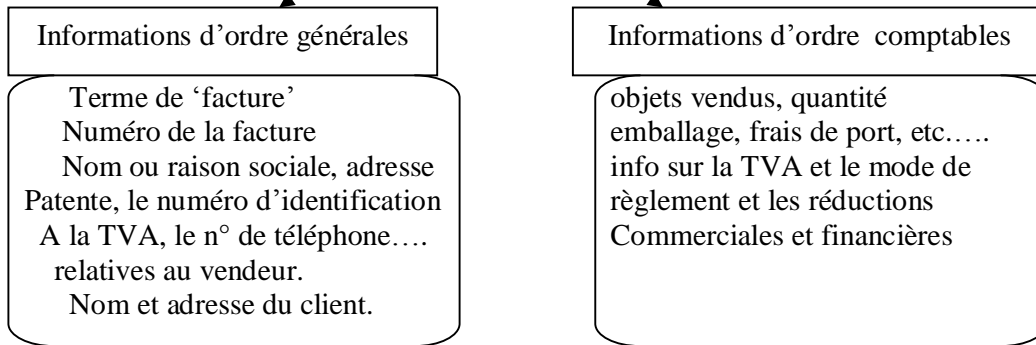 Informations d’ordre générales
Terme de ‘facture’
Numéro de la facture
Nom ou raison sociale, adresse
Patente, le numéro d’identification
A la TVA, le n° de téléphone….
relatives au vendeur.
Nom et adresse du client.
Informations d’ordre comptables
objets vendus, quantité
emballage, frais de port, etc.….
info sur la TVA et le mode de
règlement et les réductions
Commerciales et financières